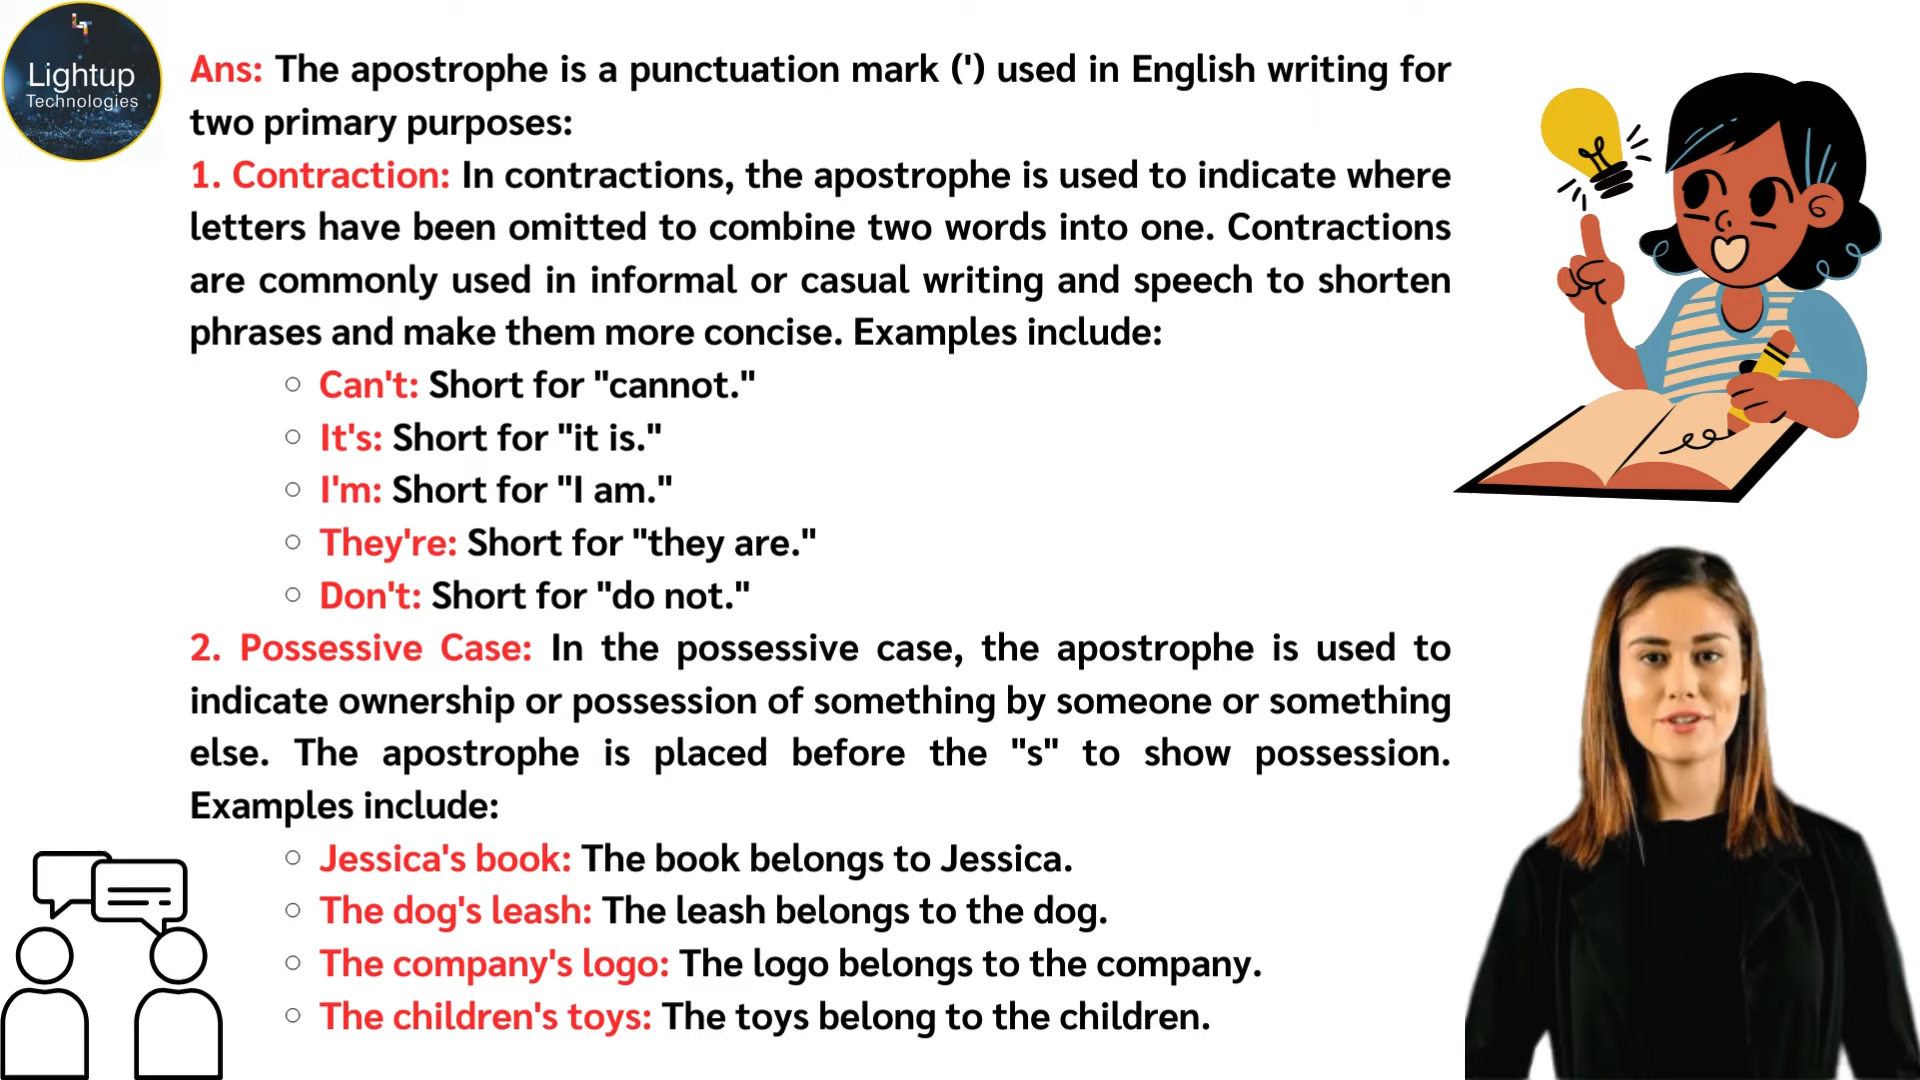 Lightup
Technologies
Ans: The apostrophe is a punctuation mark (') used in English writing for
two primary purposes:
1. Contraction: In contractions, the apostrophe is used to indicate where
letters have been omitted to combine two words into one. Contractions
are commonly used in informal or casual writing and speech to shorten
phrases and make them more concise. Examples include:
Can't: Short for "cannot."
It's: Short for "it is."
I'm: Short for "I am."
They're: Short for "they are."
Don't: Short for "do not."
2. Possessive Case: In the possessive case, the apostrophe is used to
indicate ownership or possession of something by someone or something
else. The apostrophe is placed before the "s" to show possession.
Examples include:
Jessica's book: The book belongs to Jessica.
The dog's leash: The leash belongs to the dog.
The company's logo: The logo belongs to the company.
The children's toys: The toys belong to the children.